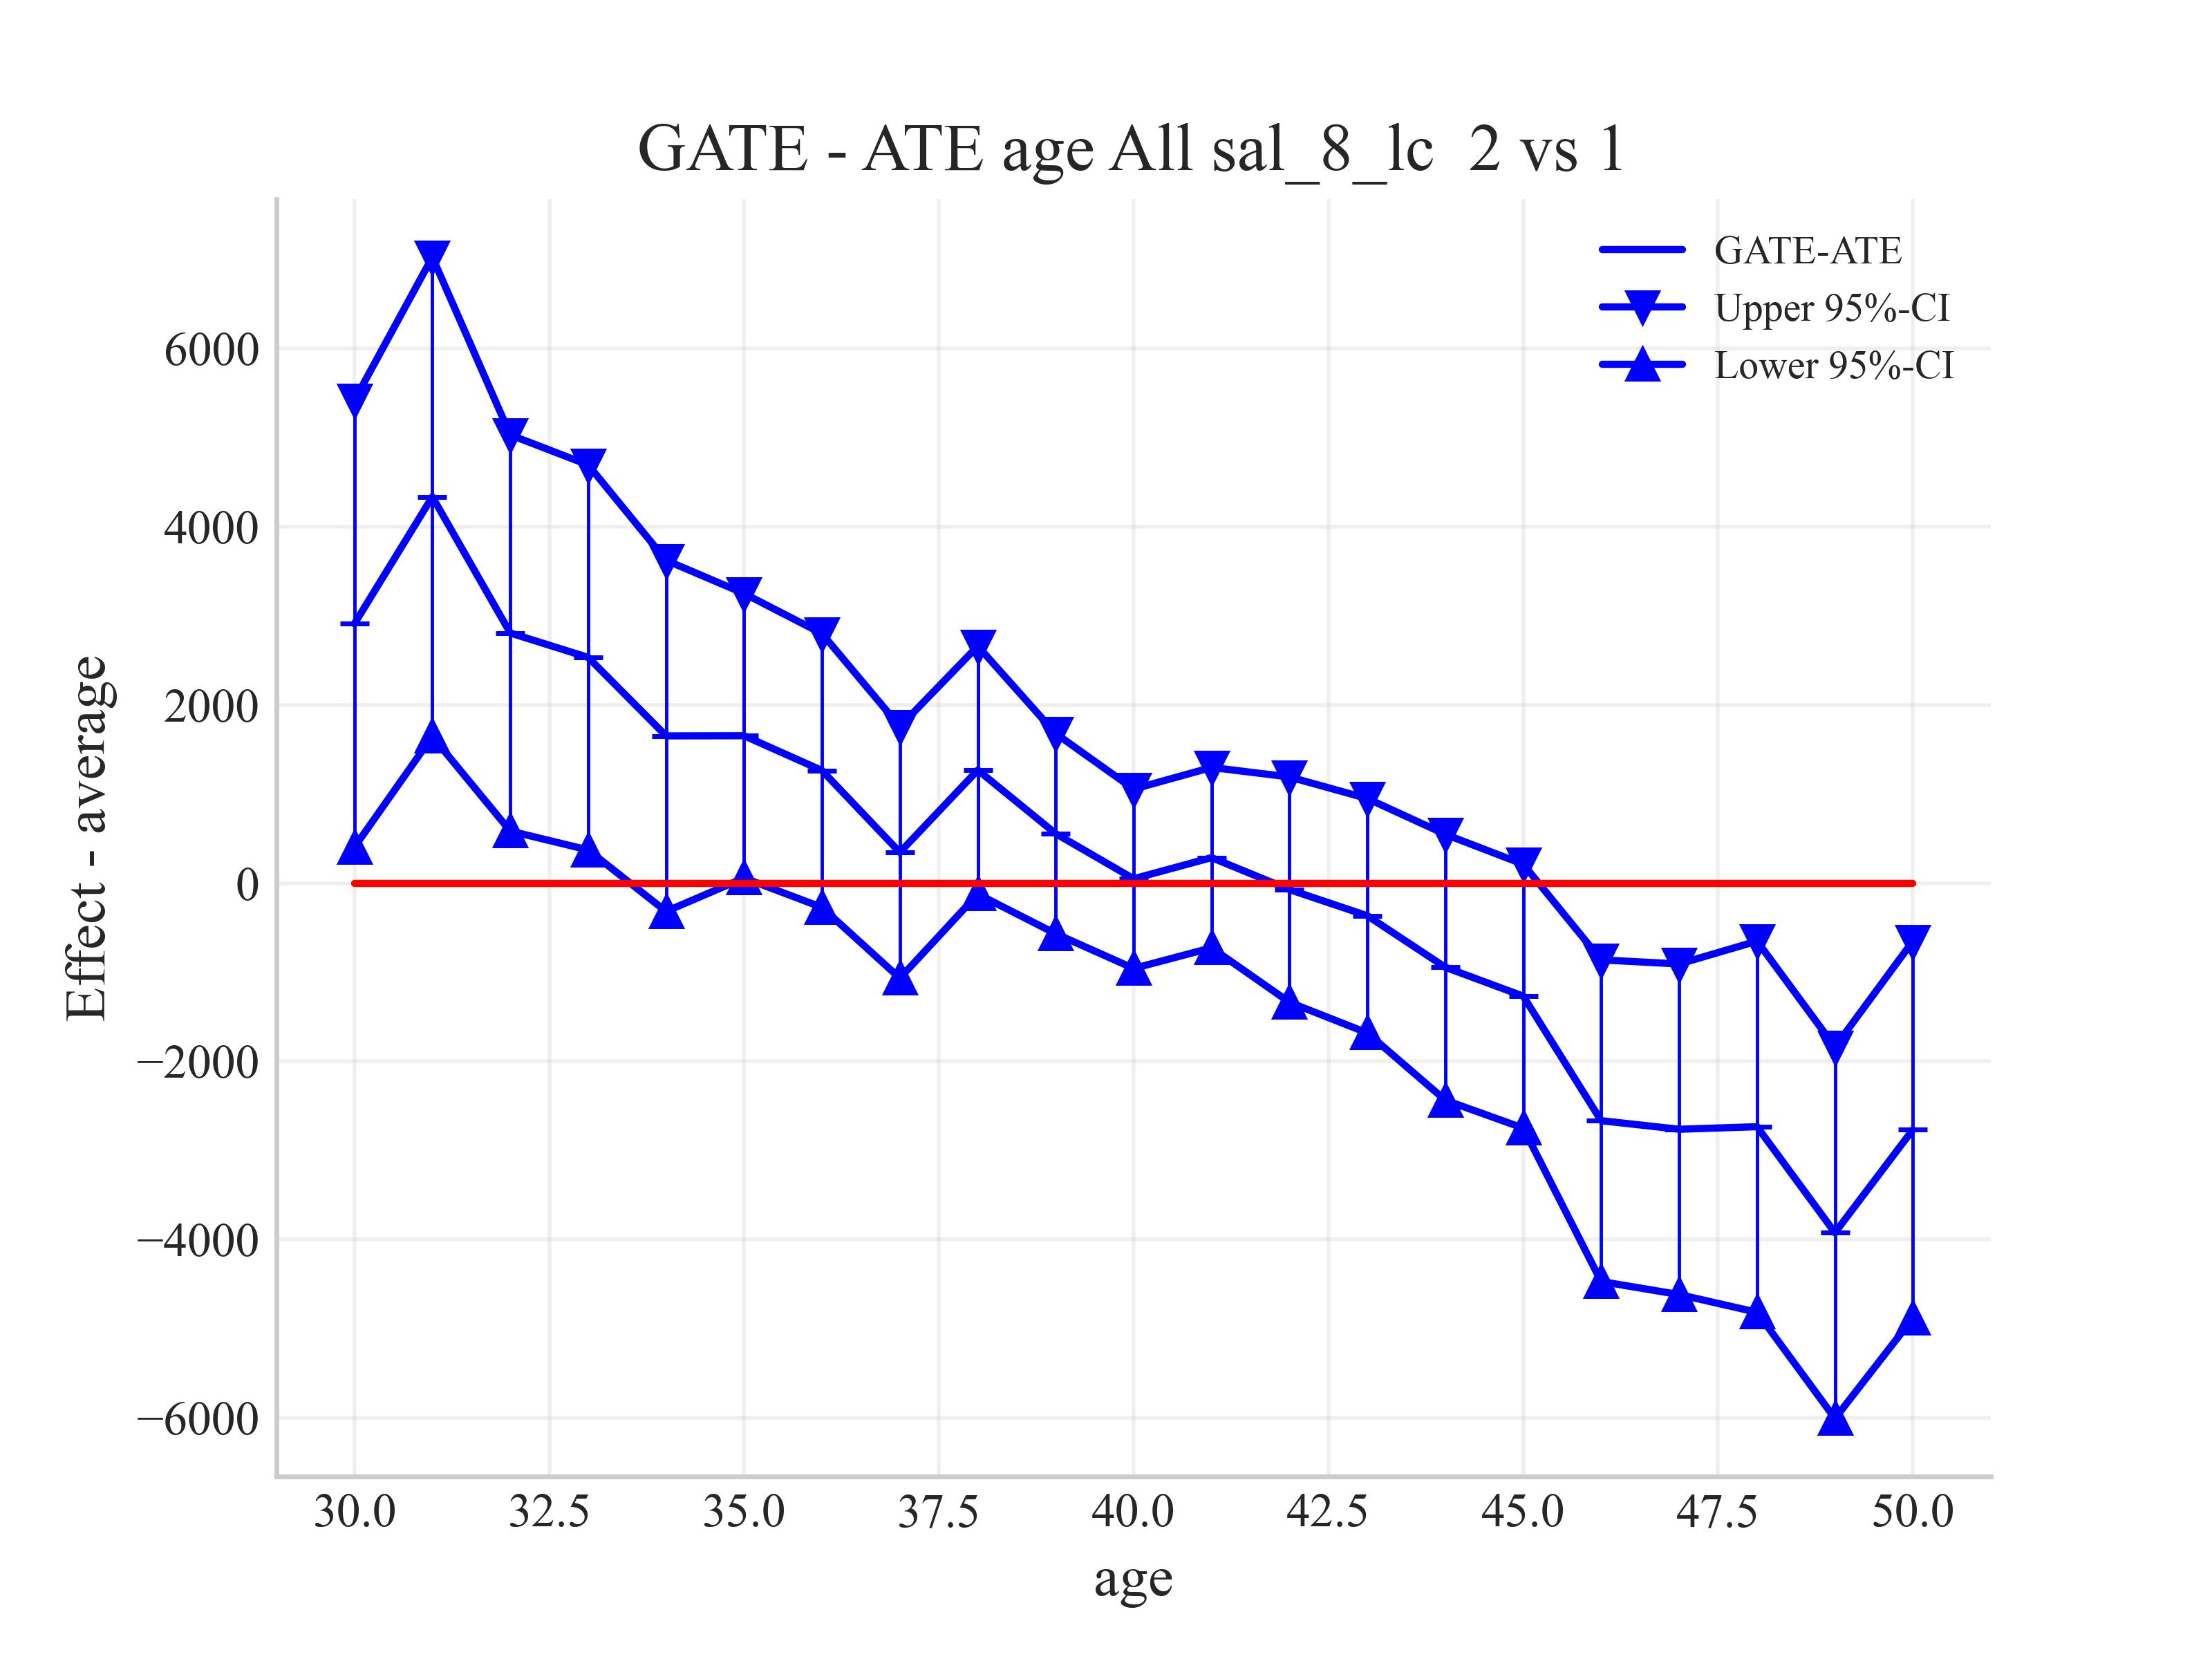 GATE - ATE age All sal_8_lc  2 vs 1
GATE-ATE
Upper 95%-CI
Lower 95%-CI
Effect - average
6000
4000
2000
0
−2000
−4000
−6000
30.0 32.5 35.0 37.5 40.0 42.5 45.0 47.5 50.0
age